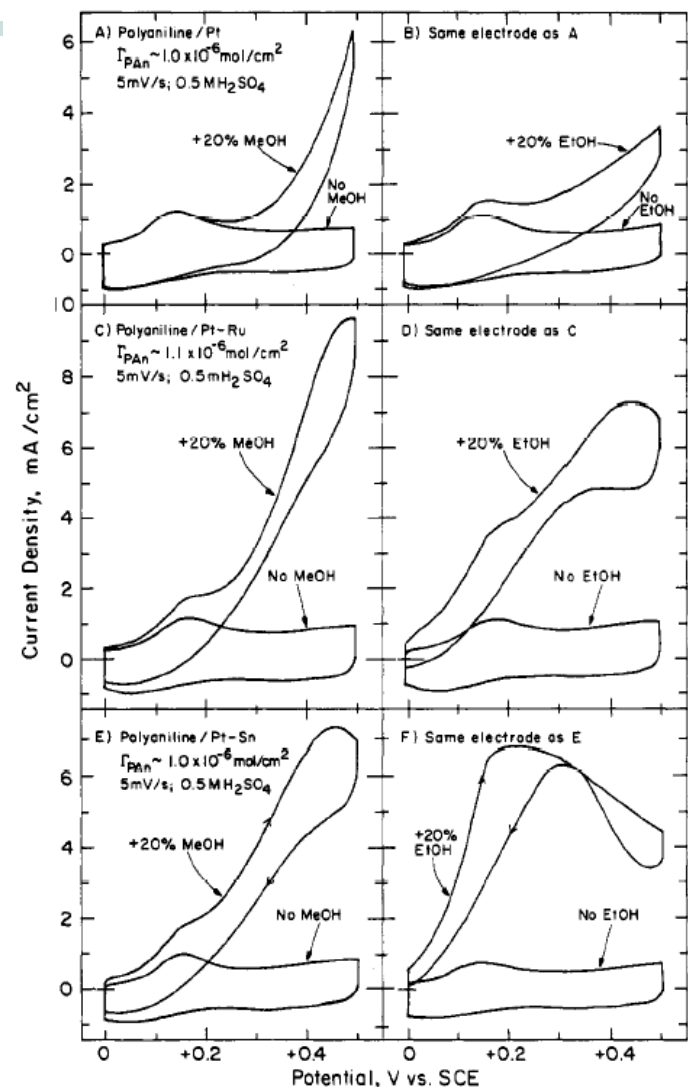 A) Polyaniline/Pt
ΓPAn ~ 1.0 x 10⁻⁶ mol/cm²
5mV/s; 0.5 MH₂SO₄
+20% MeOH
No
MeOH
B) Same electrode as A
+20% EtOH
No
EtOH
C) Polyaniline/Pt-Ru
ΓPAn ~ 1.1 x 10⁻⁶ mol/cm²
5mV/s; 0.5mH₂SO₄
+20% MeOH
No MeOH
D) Same electrode as C
+20% EtOH
No EtOH
E) Polyaniline/Pt-Sn
ΓPAn ~ 1.0 x 10⁻⁶ mol/cm²
5mV/s; 0.5MH₂SO₄
+20% MeOH
No MeOH
F) Same electrode as E
+20%
EtOH
No EtOH
Current Density, mA/cm²
6
4
2
0
10
8
6
4
2
0
6
4
2
0
0
+0.2
+0.4
0
+0.2
+0.4
Potential, V vs. SCE